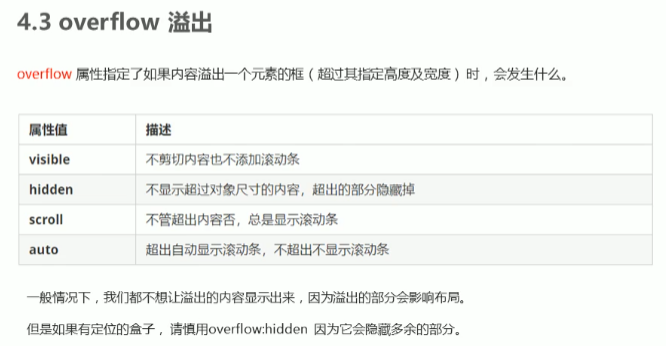 4.3 overflow 溢出
overflow 属性指定了如果内容溢出一个元素的框（超过其指定高度及宽度）时，会发生什么。
属性值 描述
visible 不剪切内容也不添加滚动条
hidden 不显示超过对象尺寸的内容，超出的部分隐藏掉
scroll 不管超出内容否，总是显示滚动条
auto 超出自动显示滚动条，不超出不显示滚动条
一般情况下，我们都不想让溢出的内容显示出来，因为溢出的部分会影响布局。
但是如果有定位的盒子，请慎用overflow:hidden 因为它会隐藏多余的部分。